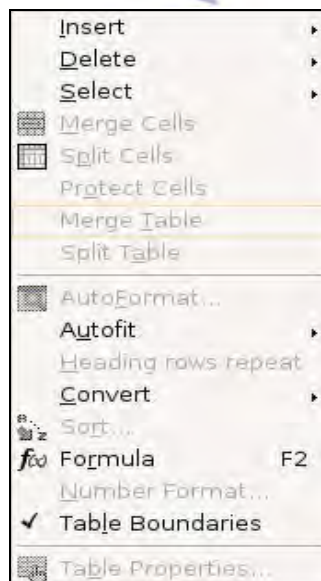 Insert
Delete
Select
Merge Cells
Split Cells
Protect Cells
Merge Table
Split Table
AutoFormat...
Autofit
Heading rows repeat
Convert
Sort...
Formula F2
Number Format...
Table Boundaries
Table Properties...